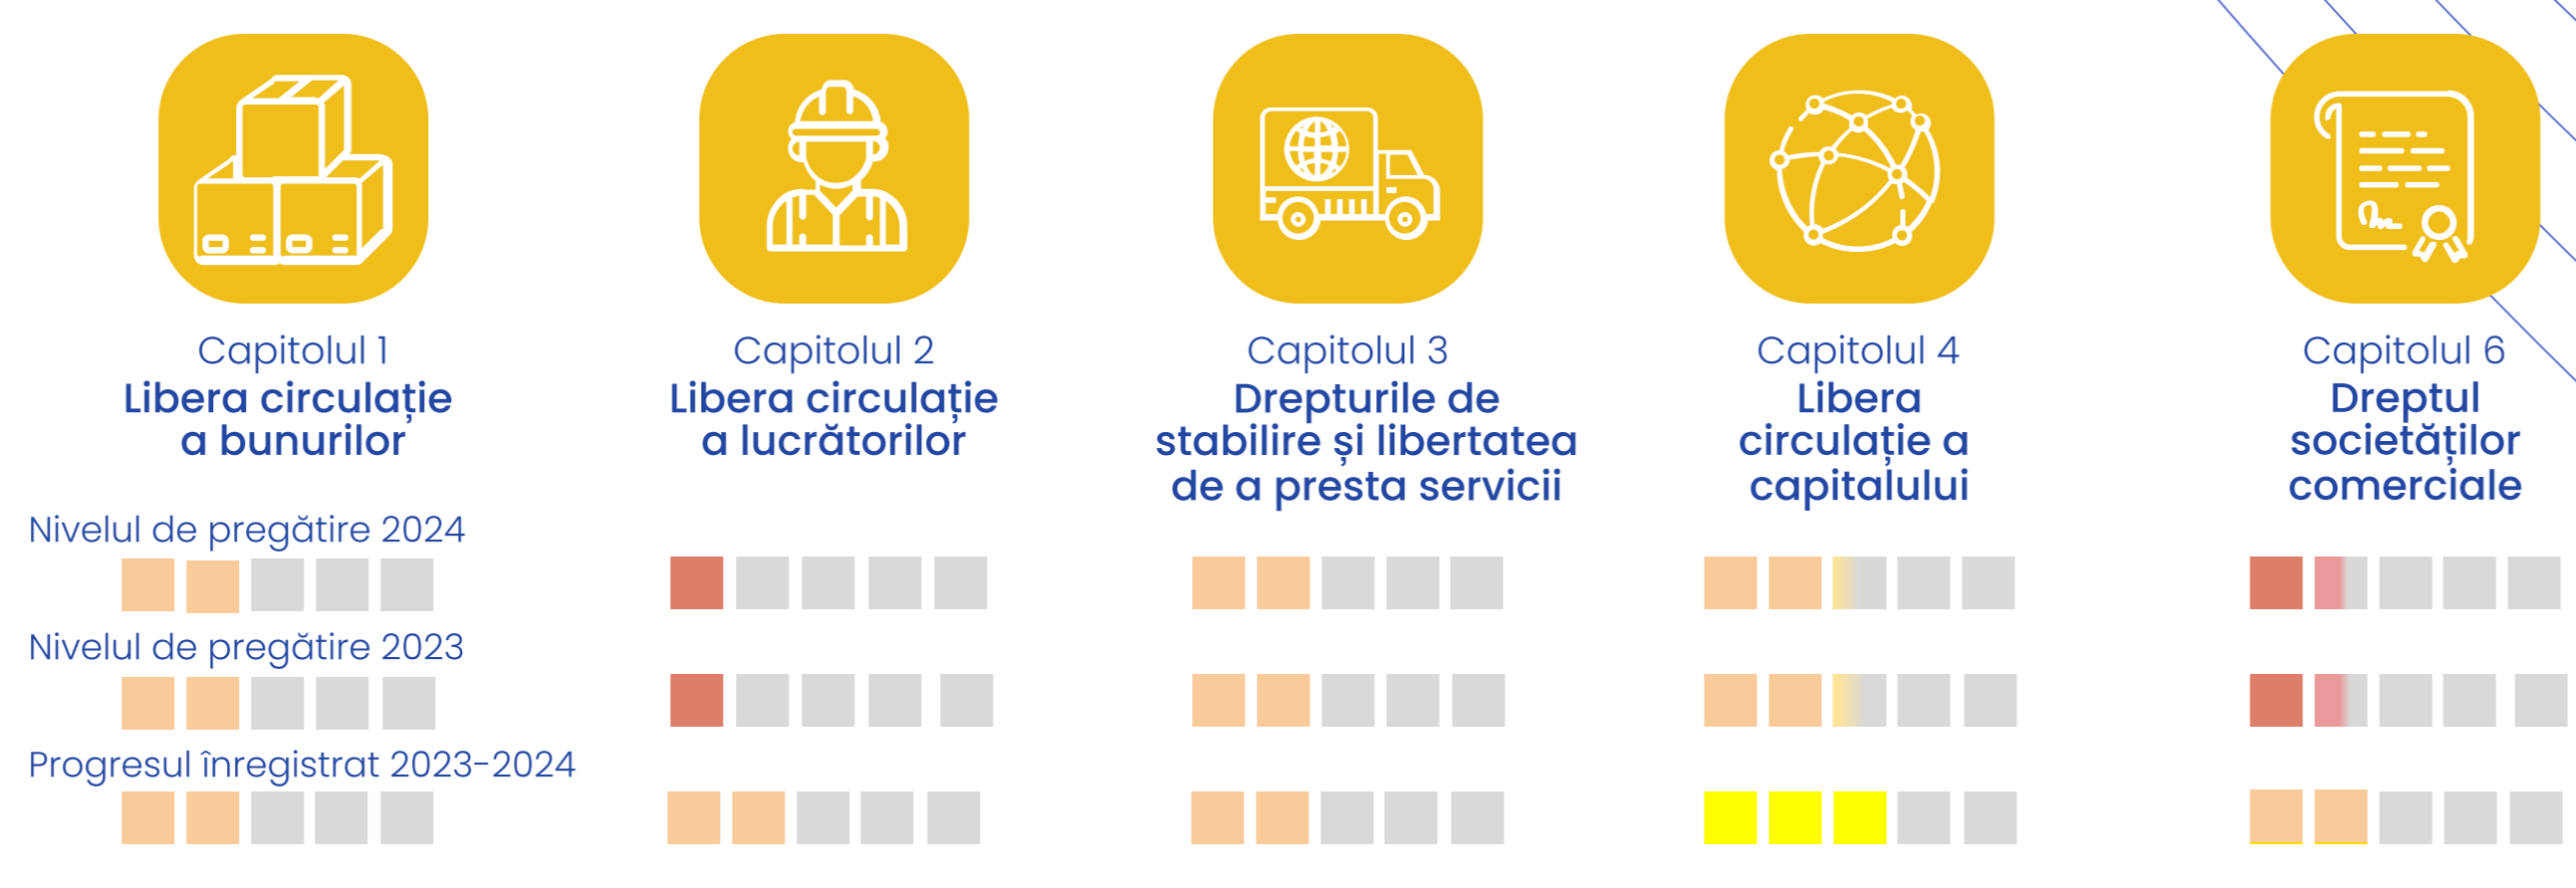 Capitolul 1
Libera circulație
a bunurilor
Capitolul 2
Libera circulație
a lucrătorilor
Capitolul 3
Drepturile de
stabilire și libertatea
de a presta servicii
Capitolul 4
Libera
circulație a
capitalului
Capitolul 6
Dreptul
societăților
comerciale
Nivelul de pregătire 2024
Nivelul de pregătire 2023
Progresul înregistrat 2023-2024